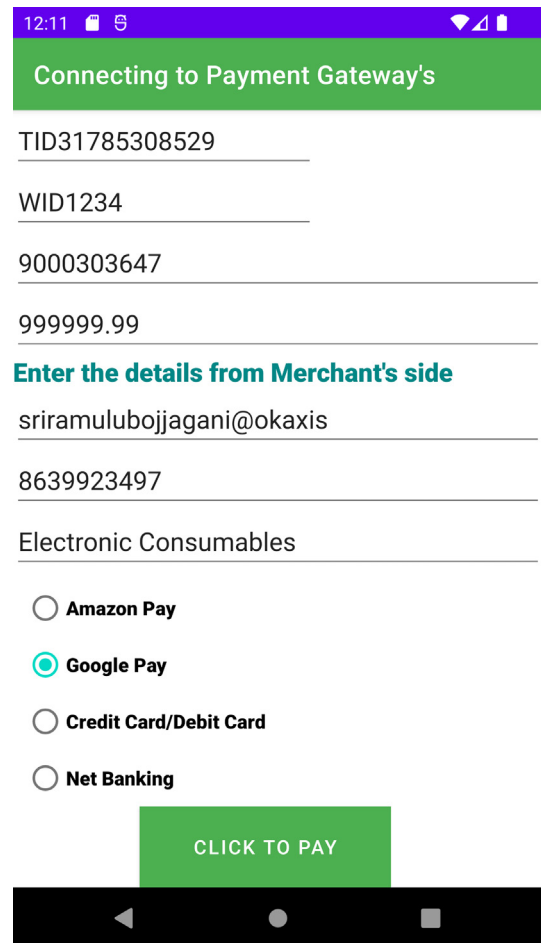 12:11
Connecting to Payment Gateway's
TID31785308529
WID1234
9000303647
999999.99
Enter the details from Merchant's side
sriramulubojjagani@okaxis
8639923497
Electronic Consumables
Amazon Pay
Google Pay
Credit Card/Debit Card
Net Banking
CLICK TO PAY